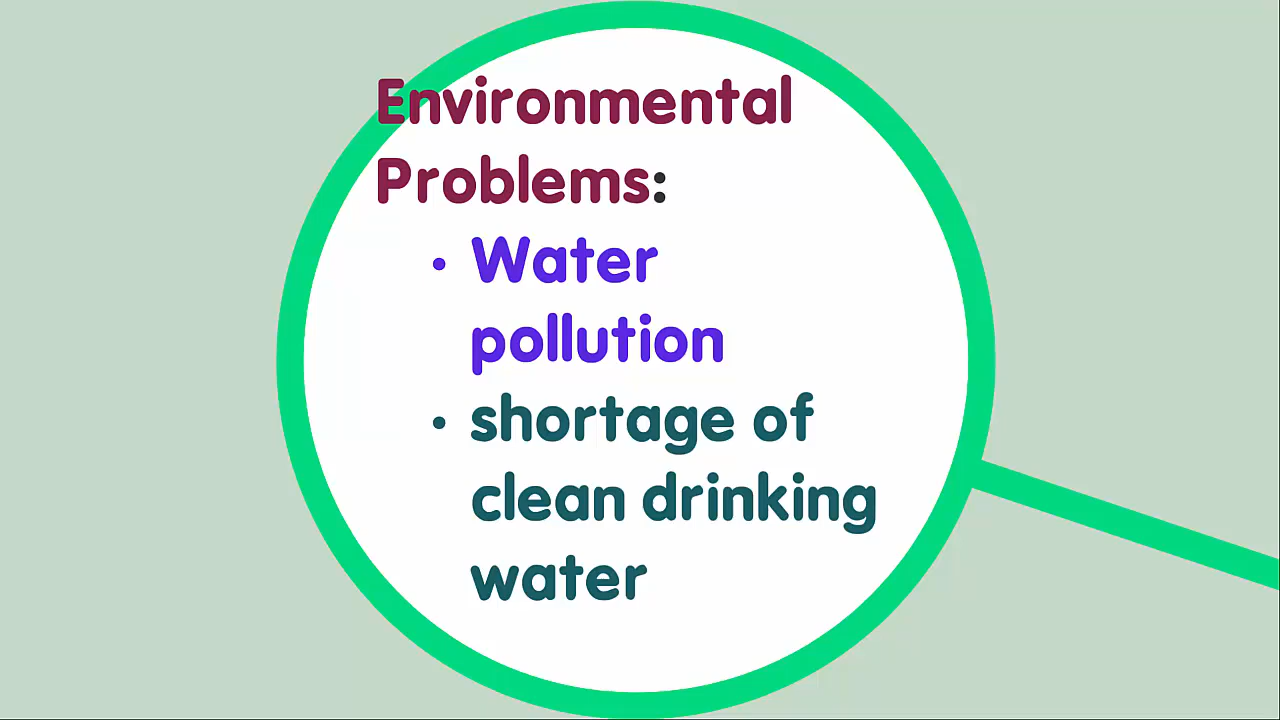 Environmental
Problems:
• Water
pollution
• shortage of
clean drinking
water